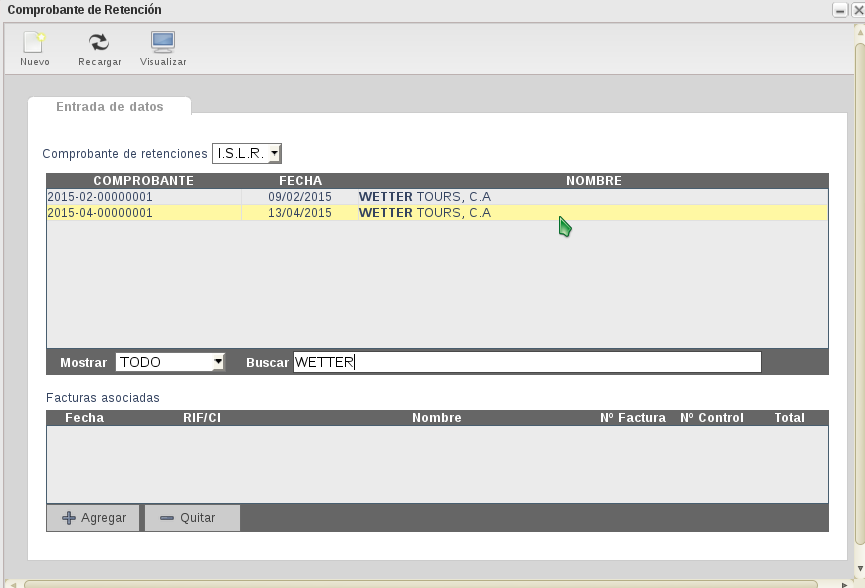 Comprobante de Retención
Nuevo Recargar Visualizar
Entrada de datos
Comprobante de retenciones I.S.L.R.
COMPROBANTE FECHA NOMBRE
2015-02-00000001 09/02/2015 WETTER TOURS, C.A
2015-04-00000001 13/04/2015 WETTER TOURS, C.A
Mostrar TODO Buscar WETTER
Facturas asociadas
Fecha RIF/CI Nombre Nº Factura Nº Control Total
Agregar Quitar